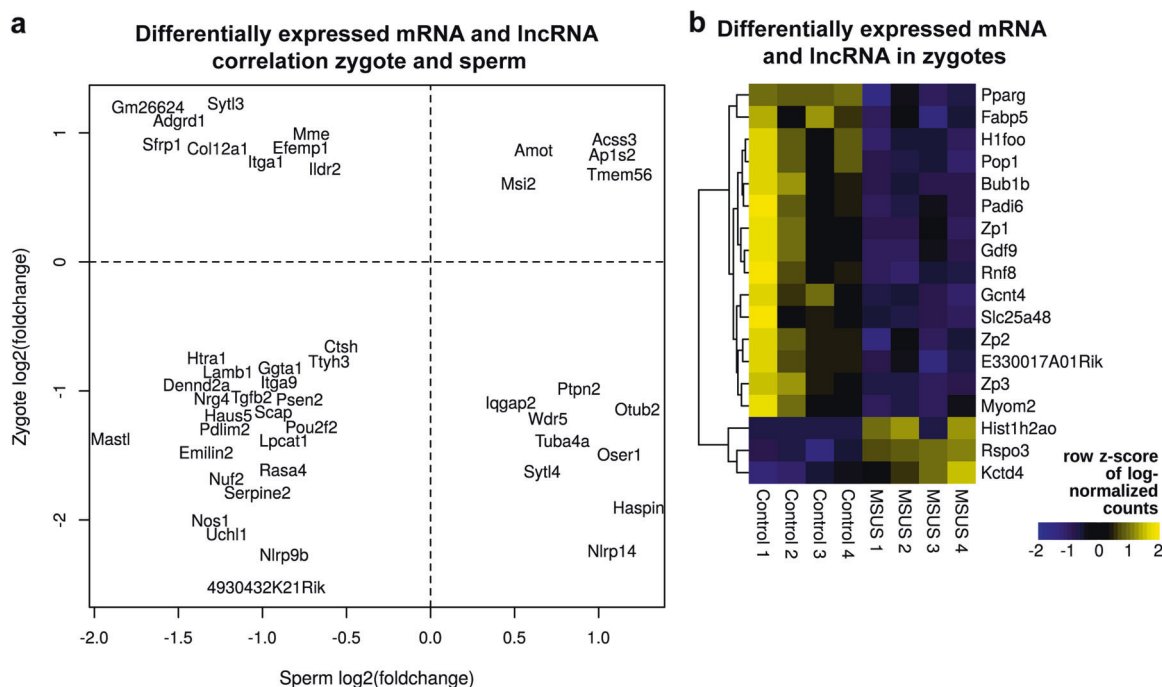 a
Differentially expressed mRNA and lncRNA
correlation zygote and sperm
Zygote log2(foldchange)
1
0
-1
-2
Gm26624
Sytl3
Adgrd1
Sfrp1
Col12a1
Mme
Efemp1
Itga1
Ildr2
Amot
Acss3
Ap1s2
Msi2
Tmem56
Ctsh
Htra1
Ttyh3
Lamb1
Ggta1
Dennd2a
Itga9
Nrg4
Tgfb2
Psen2
Haus5
Scap
Pdlim2
Pou2f2
Mastl
Lpcat1
Emilin2
Rasa4
Nuf2
Serpine2
Nos1
Uchl1
Nlrp9b
4930432K21Rik
Ptpn2
Iqgap2
Otub2
Wdr5
Tuba4a
Oser1
Sytl4
Haspin
Nlrp14
-2.0 -1.5 -1.0 -0.5 0.0 0.5 1.0
Sperm log2(foldchange)
b
Differentially expressed mRNA
and lncRNA in zygotes
Pparg
Fabp5
H1foo
Pop1
Bub1b
Padi6
Zp1
Gdf9
Rnf8
Gcnt4
Slc25a48
Zp2
E330017A01Rik
Zp3
Myom2
Hist1h2ao
Rspo3
Kctd4
Control 1
Control 2
Control 3
Control 4
MSUS 1
MSUS 2
MSUS 3
MSUS 4
row z-score
of log-
normalized
counts
-2 -1 0 1 2